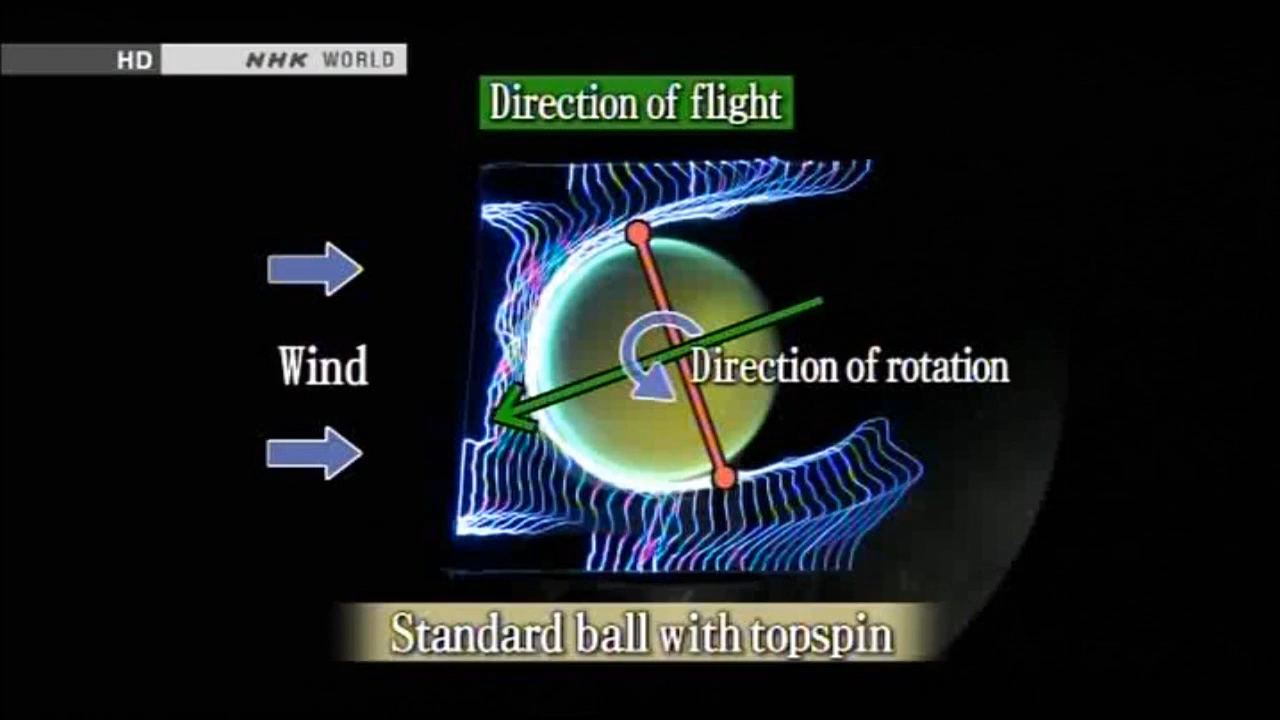 HD NHK WORLD
Direction of flight
Wind
Direction of rotation
Standard ball with topspin